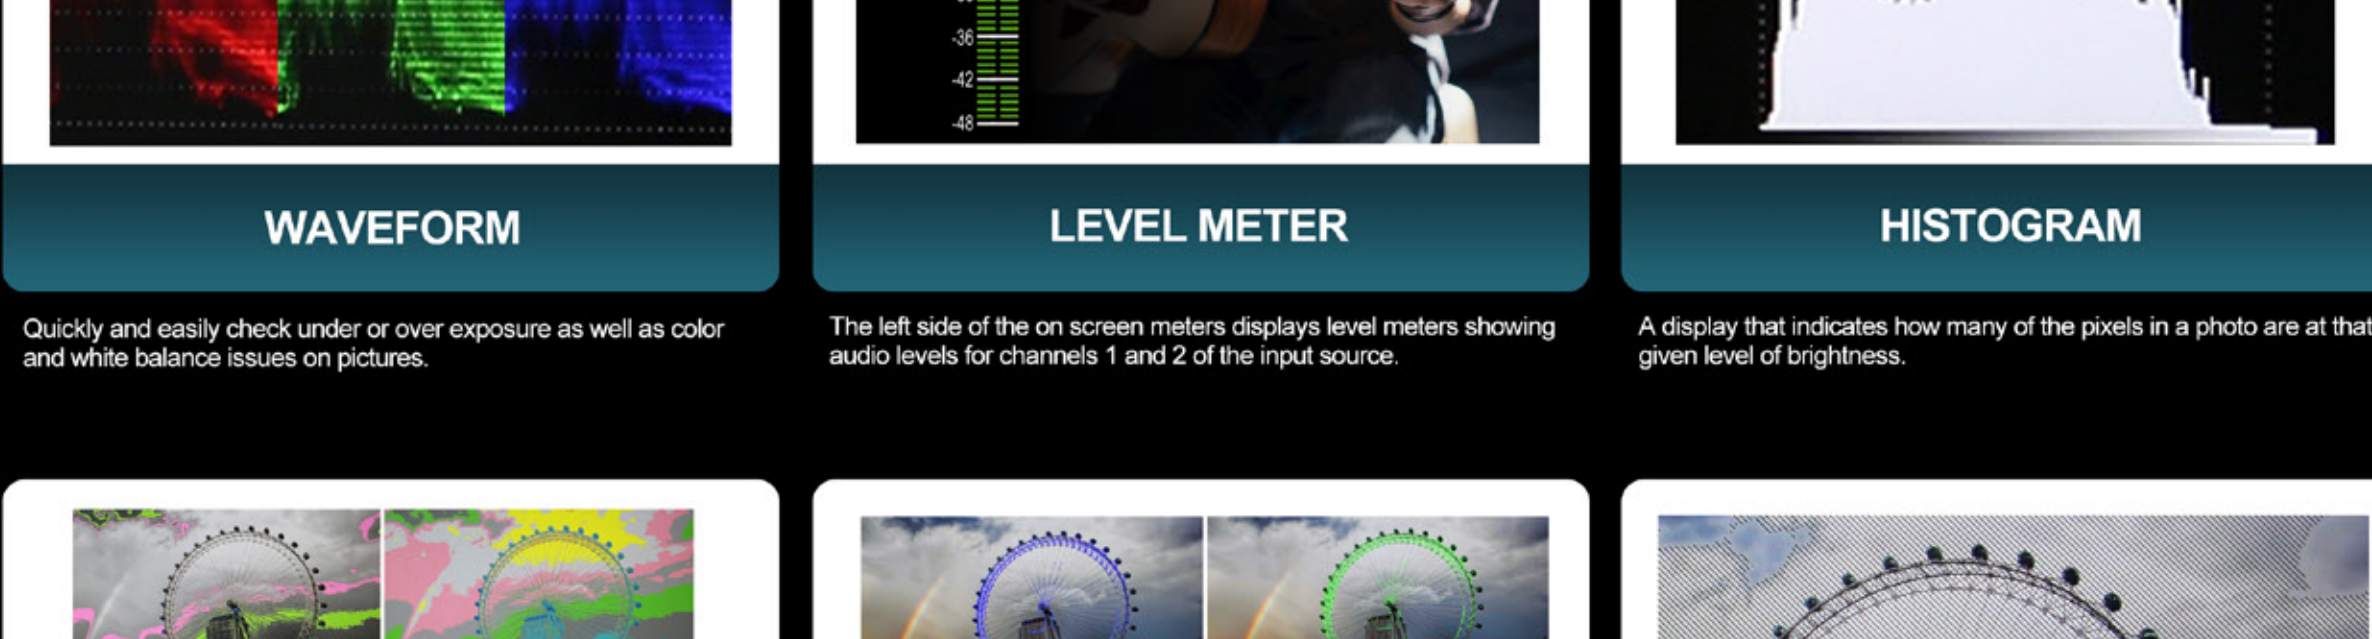 -36
-42
-48
WAVEFORM
LEVEL METER
HISTOGRAM
Quickly and easily check under or over exposure as well as color
and white balance issues on pictures.
The left side of the on screen meters displays level meters showing
audio levels for channels 1 and 2 of the input source.
A display that indicates how many of the pixels in a photo are at that
given level of brightness.